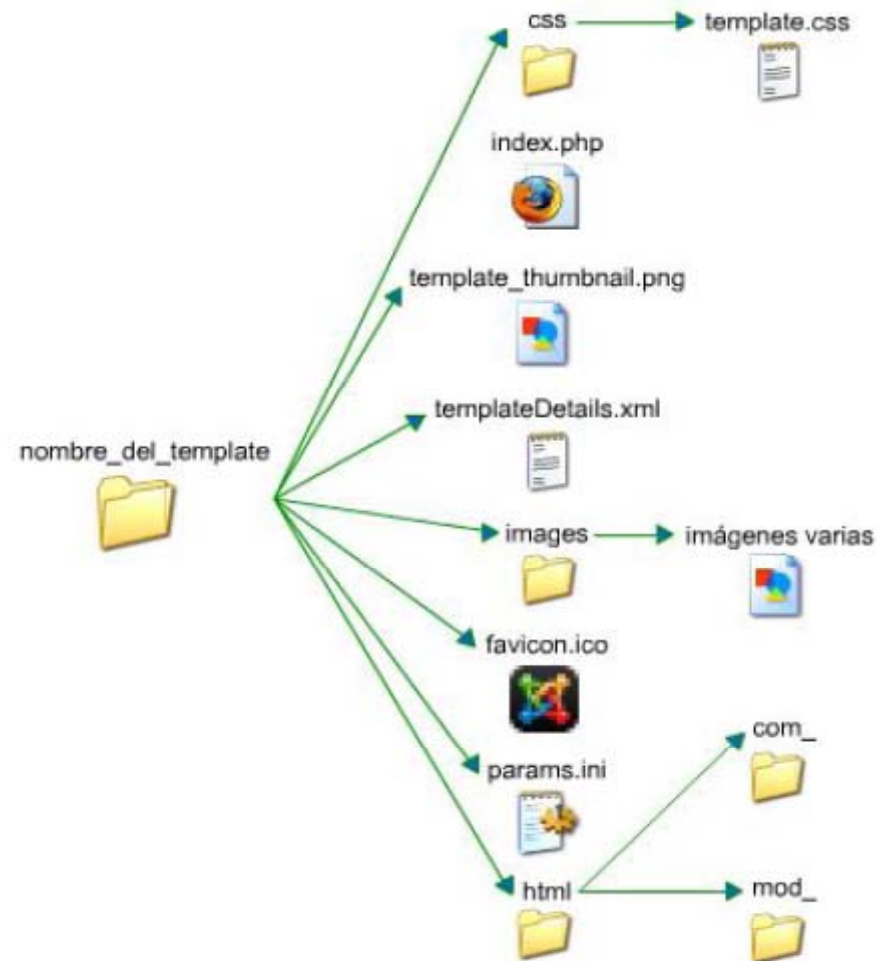 css
template.css
index.php
template_thumbnail.png
templateDetails.xml
nombre_del_template
images
imágenes varias
favicon.ico
com_
params.ini
html
mod_